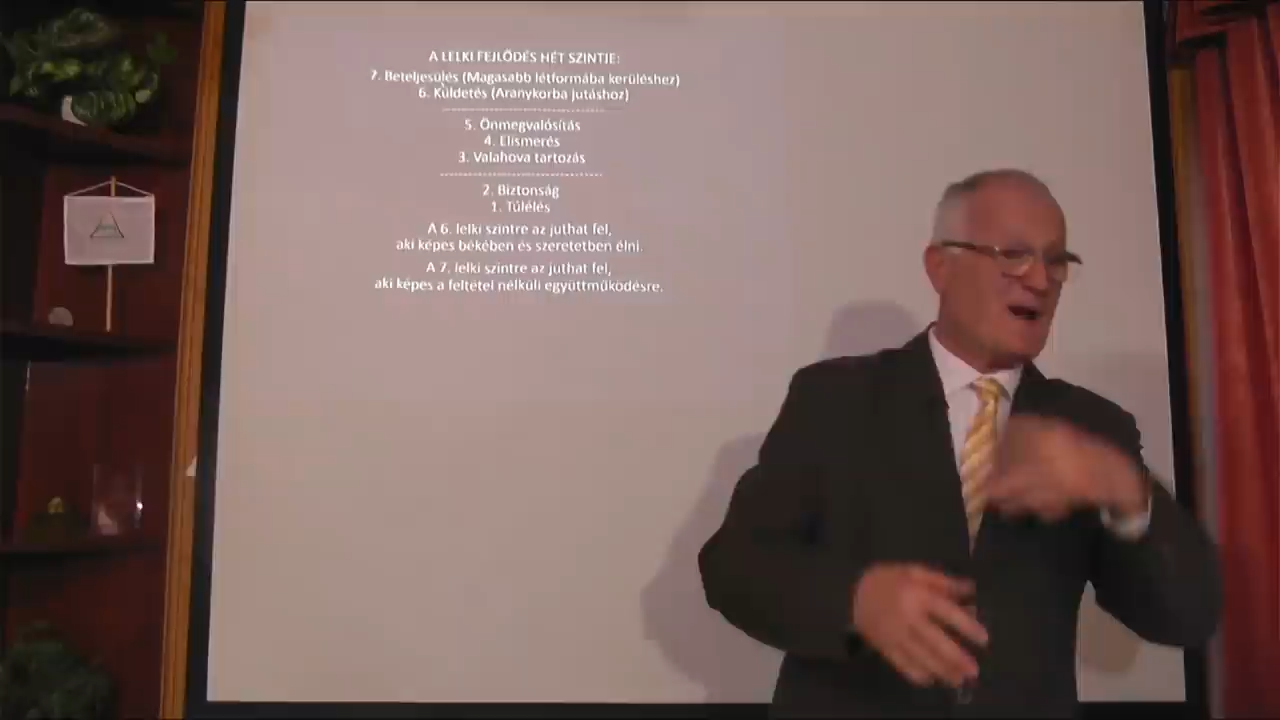 A LELKI FEJLŐDÉS HÉT SZINTJE:
7. Beteljesülés (Magasabb létformába kerüléshez)
6. Küldetés (Aranykorba jutáshoz)
--------------------------------
5. Önmegvalósítás
4. Elismerés
3. Valahova tartozás
--------------------------------
2. Biztonság
1. Túlélés
A 6. lelki szintre az juthat fel,
aki képes békében és szeretetben élni.
A 7. lelki szintre az juthat fel,
aki képes a feltétel nélküli együttműködésre.